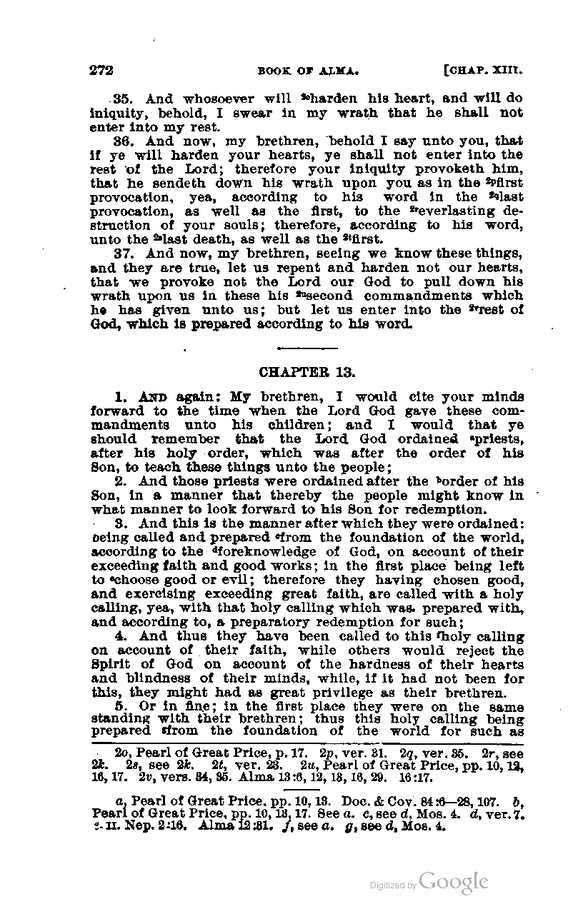 272 BOOK OF ALMA. [CHAP. XIII.
35. And whosoever will 2oharden his heart, and will do
iniquity, behold, I swear in my wrath that he shall not
enter into my rest.
36. And now, my brethren, behold I say unto you, that
if ye will harden your hearts, ye shall not enter into the
rest of the Lord; therefore your iniquity provoketh him,
that he sendeth down his wrath upon you as in the 2pfirst
provocation, yea, according to his word in the 2qlast
provocation, as well as the first, to the 2reverlasting de-
struction of your souls; therefore, according to his word,
unto the 2slast death, as well as the 2tfirst.
37. And now, my brethren, seeing we know these things,
and they are true, let us repent and harden not our hearts,
that we provoke not the Lord our God to pull down his
wrath upon us in these his 2usecond commandments which
he has given unto us; but let us enter into the 2vrest of
God, which is prepared according to his word.
CHAPTER 13.
1. AND again: My brethren, I would cite your minds
forward to the time when the Lord God gave these com-
mandments unto his children; and I would that ye
should remember that the Lord God ordained apriests,
after his holy order, which was after the order of his
Son, to teach these things unto the people;
2. And those priests were ordained after the border of his
Son, in a manner that thereby the people might know in
what manner to look forward to his Son for redemption.
3. And this is the manner after which they were ordained:
being called and prepared cfrom the foundation of the world,
according to the dforeknowledge of God, on account of their
exceeding faith and good works; in the first place being left
to echoose good or evil; therefore they having chosen good,
and exercising exceeding great faith, are called with a holy
calling, yea, with that holy calling which was prepared with,
and according to, a preparatory redemption for such;
4. And thus they have been called to this fholy calling
on account of their faith, while others would reject the
Spirit of God on account of the hardness of their hearts
and blindness of their minds, while, if it had not been for
this, they might had as great privilege as their brethren.
5. Or in fine; in the first place they were on the same
standing with their brethren; thus this holy calling being
prepared gfrom the foundation of the world for such as
2o, Pearl of Great Price, p. 17. 2p, ver. 31. 2q, ver. 35. 2r, see
2k. 2s, see 2k. 2t, ver. 23. 2u, Pearl of Great Price, pp. 10, 12,
16, 17. 2v, vers. 34, 35. Alma 13:6, 12, 13, 16, 29. 16:17.
a, Pearl of Great Price. pp. 10, 13. Doc. & Cov. 84:6—28, 107. b,
Pearl of Great Price, pp. 10, 13, 17. See a. c, see d, Mos. 4. d, ver. 7.
e, II. Nep. 2:16. Alma 12:31. f, see a. g, see d, Mos. 4.
Digitized by Google